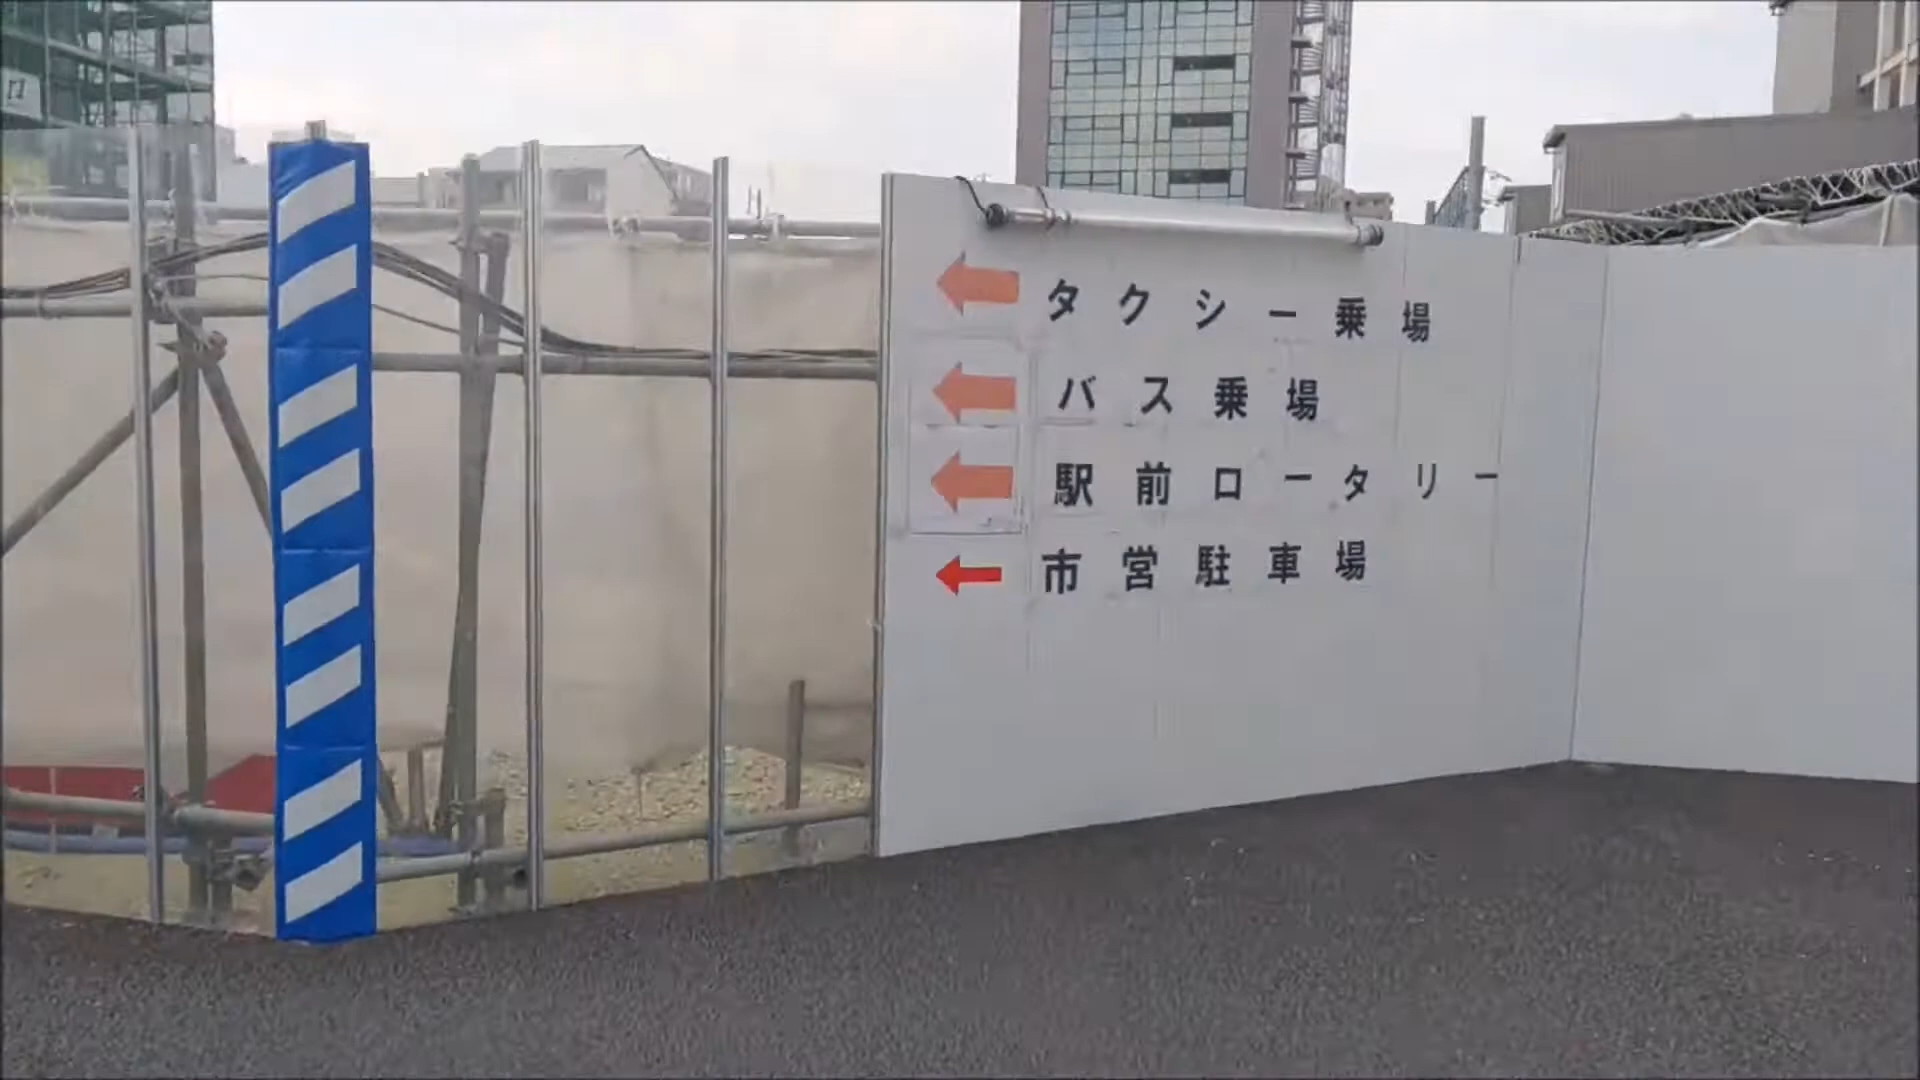 タクシー乗場
バス乗場
駅前ロータリー
市営駐車場